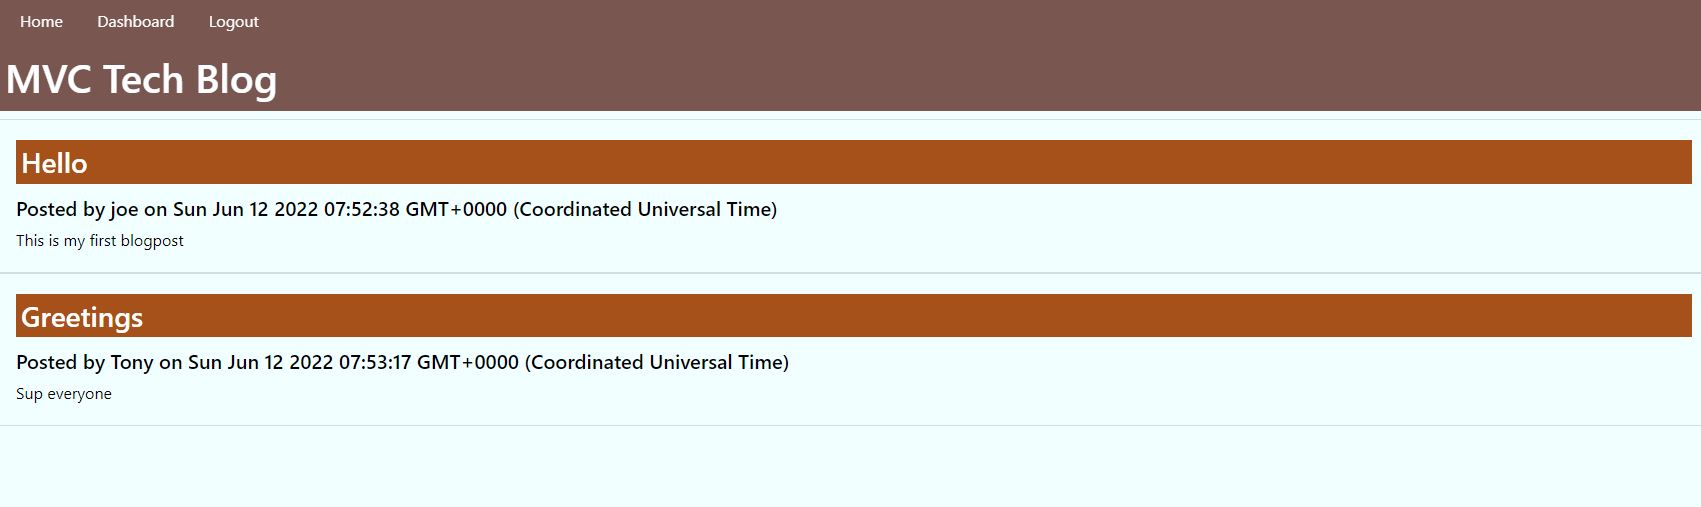 Home Dashboard Logout
MVC Tech Blog
Hello
Posted by joe on Sun Jun 12 2022 07:52:38 GMT+0000 (Coordinated Universal Time)
This is my first blogpost
Greetings
Posted by Tony on Sun Jun 12 2022 07:53:17 GMT+0000 (Coordinated Universal Time)
Sup everyone